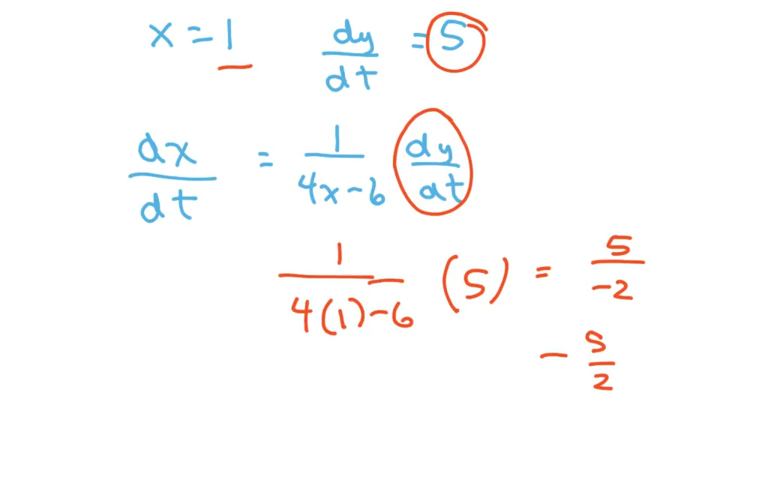 x = 1 dy/dt = 5
dx/dt = 1/(4x-6) dy/dt
1/(4(1)-6) (5) = 5/-2
- 5/2